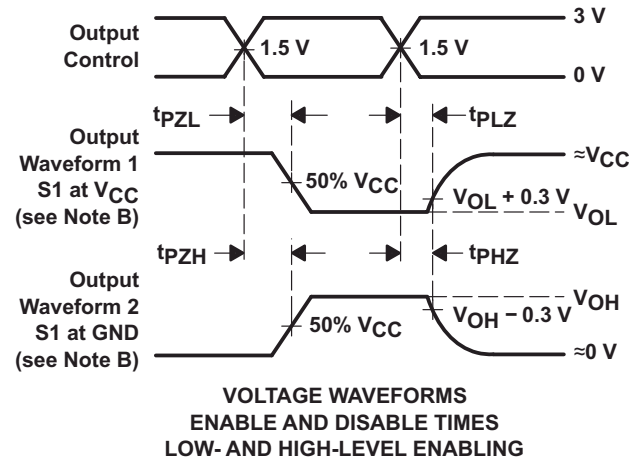 Output
Control
1.5 V
1.5 V
3 V
0 V
tPZL
tPLZ
Output
Waveform 1
S1 at VCC
(see Note B)
50% VCC
≈VCC
VOL + 0.3 V
VOL
tPZH
tPHZ
Output
Waveform 2
S1 at GND
(see Note B)
50% VCC
VOH
VOH − 0.3 V
≈0 V
VOLTAGE WAVEFORMS
ENABLE AND DISABLE TIMES
LOW- AND HIGH-LEVEL ENABLING